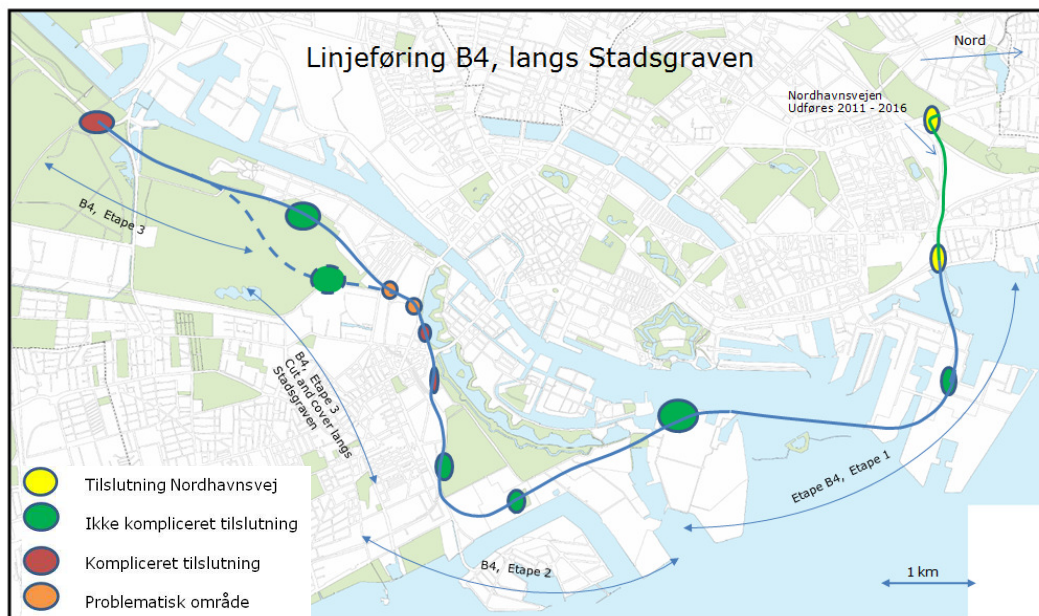 Linjeføring B4, langs Stadsgraven
Nord
Nordhavnsvejen
Udføres 2011 - 2016
B4, Etape 3
B4, Etape 3
Cut and cover langs
Stadsgraven
Etape B4, Etape 1
B4, Etape 2
1 km
Tilslutning Nordhavnsvej
Ikke kompliceret tilslutning
Kompliceret tilslutning
Problematisk område